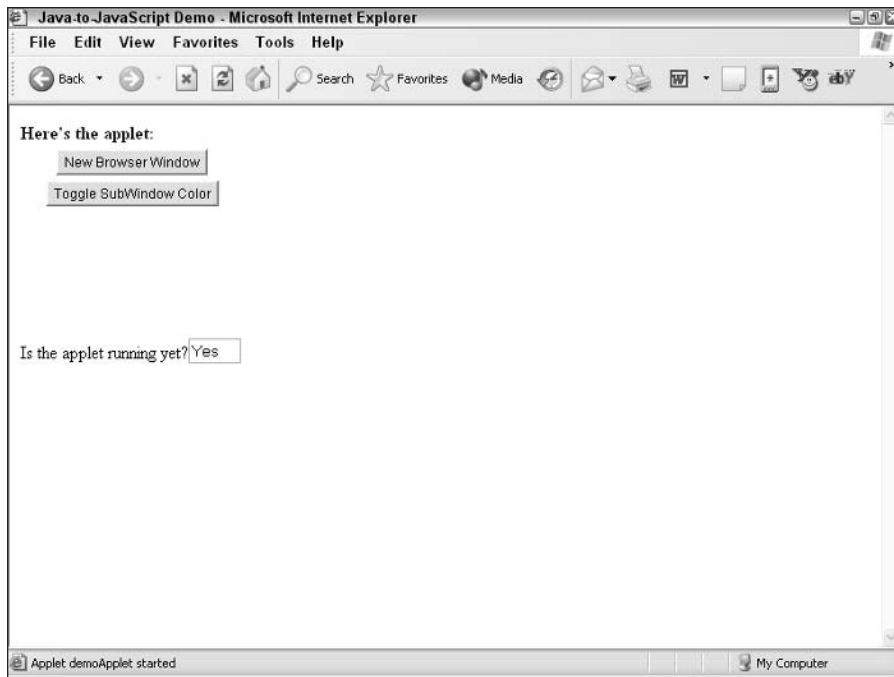 Java-to-JavaScript Demo - Microsoft Internet Explorer
File Edit View Favorites Tools Help
Back Search Favorites Media W abY
Here's the applet:
New Browser Window
Toggle SubWindow Color
Is the applet running yet? Yes
Applet demoApplet started My Computer